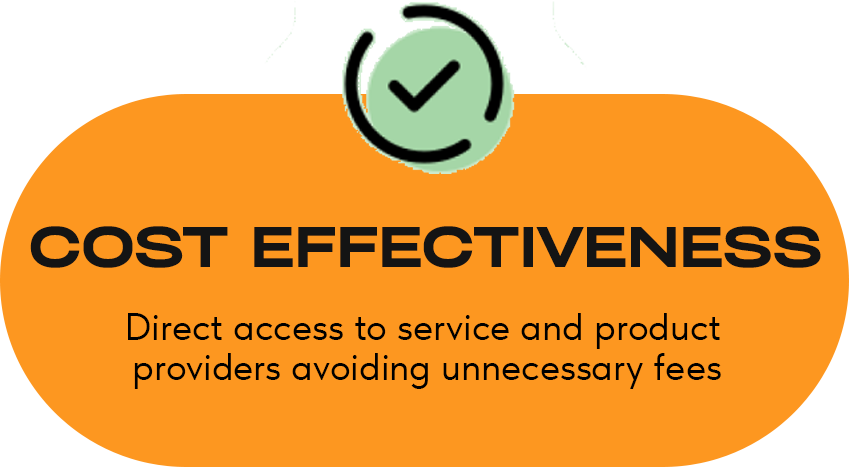 COST EFFECTIVENESS
Direct access to service and product
providers avoiding unnecessary fees